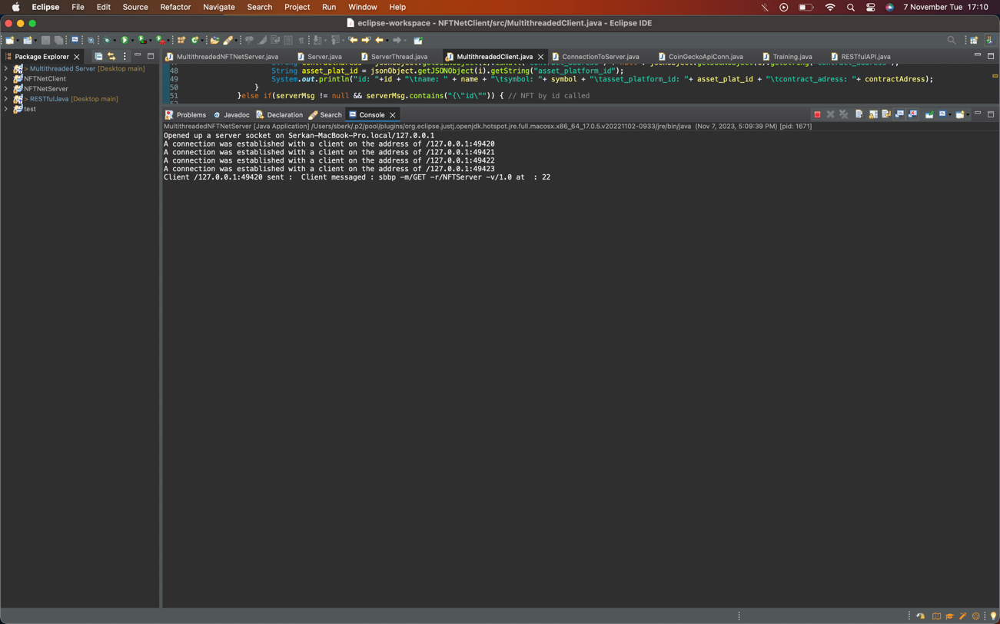 Eclipse File Edit Source Refactor Navigate Search Project Run Window Help 7 November Tue 17:10
eclipse-workspace - NFTNetClient/src/MultithreadedClient.java - Eclipse IDE
Package Explorer
> Multithreaded Server [Desktop main]
NFTNetClient
NFTNetServer
> RESTfulJava [Desktop main]
test
MultithreadedNFTNetServer.java Server.java ServerThread.java MultithreadedClient.java ConnectionToServer.java CoinGeckoApiConn.java Training.java RESTfulAPI.java
48 String asset_plat_id = jsonObject.getJSONObject(i).getString("asset_platform_id");
49 System.out.println("id: "+id + "\tname: " + name + "\tsymbol: "+ symbol + "\tasset_platform_id: "+ asset_plat_id + "\tcontract_adress: "+ contractAdress);
50 }
51 }else if(serverMsg != null && serverMsg.contains("{\"id\"")) { // NFT by id called
Problems Javadoc Declaration Search Console
MultithreadedNFTNetServer [Java Application] /Users/sberk/.p2/pool/plugins/org.eclipse.justj.openjdk.hotspot.jre.full.macosx.x86_64_17.0.5.v20221102-0933/jre/bin/java (Nov 7, 2023, 5:09:39 PM) [pid: 1671]
Opened up a server socket on Serkan-MacBook-Pro.local/127.0.0.1
A connection was established with a client on the address of /127.0.0.1:49420
A connection was established with a client on the address of /127.0.0.1:49421
A connection was established with a client on the address of /127.0.0.1:49422
A connection was established with a client on the address of /127.0.0.1:49423
Client /127.0.0.1:49420 sent :  Client messaged : sbbp -m/GET -r/NFTServer -v/1.0 at  : 22